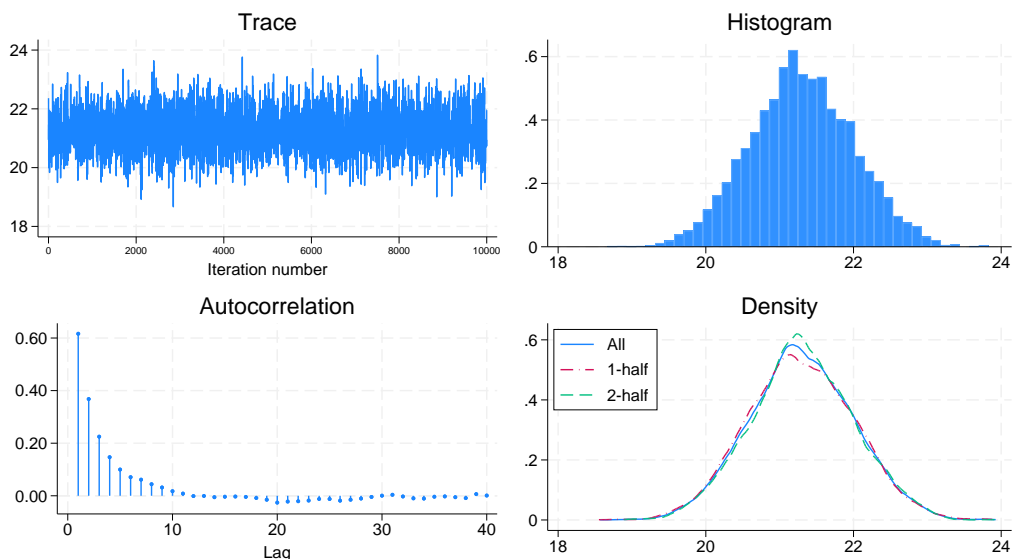 Trace
24
22
20
18
0 2000 4000 6000 8000 10000
Iteration number
Histogram
.6
.4
.2
0
18 20 22 24
Autocorrelation
0.60
0.40
0.20
0.00
0 10 20 30 40
Lag
Density
.6
.4
.2
0
All
1-half
2-half
18 20 22 24